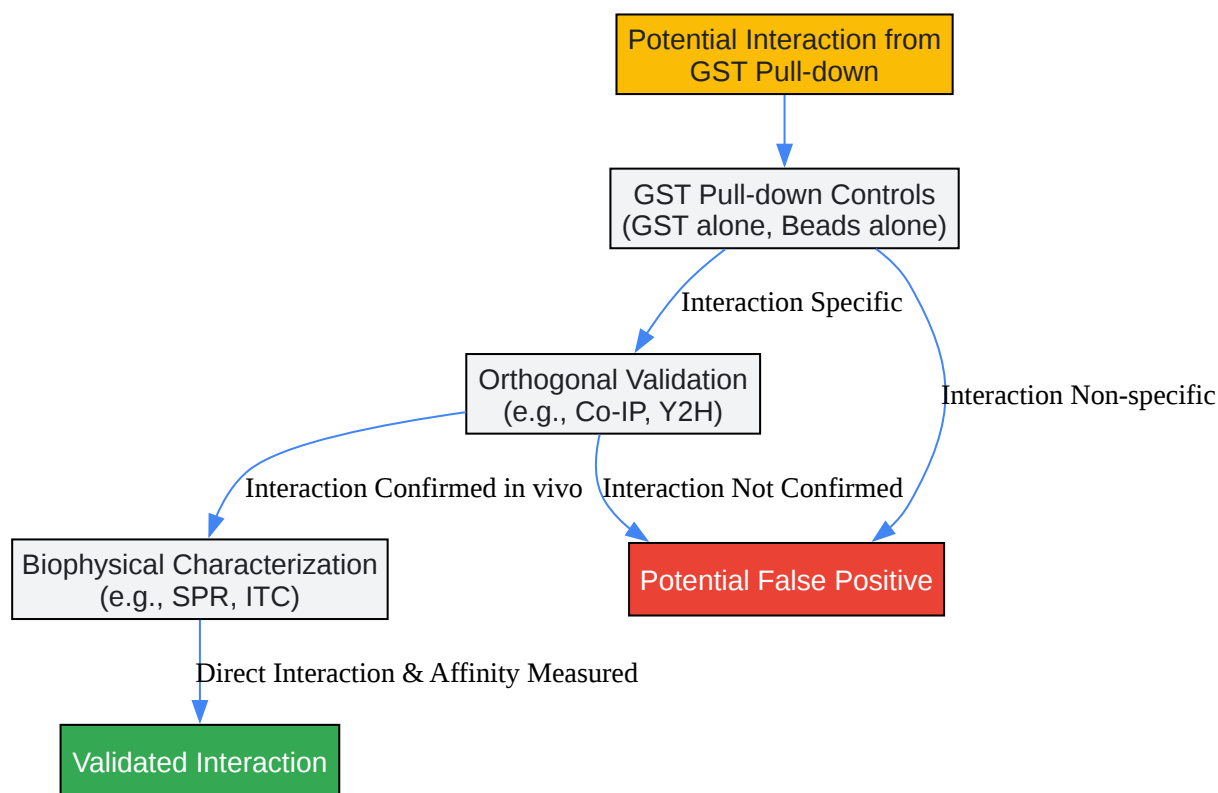 Potential Interaction from
GST Pull-down
GST Pull-down Controls
(GST alone, Beads alone)
Interaction Specific
Interaction Non-specific
Orthogonal Validation
(e.g., Co-IP, Y2H)
Interaction Confirmed in vivo
Interaction Not Confirmed
Biophysical Characterization
(e.g., SPR, ITC)
Potential False Positive
Direct Interaction & Affinity Measured
Validated Interaction